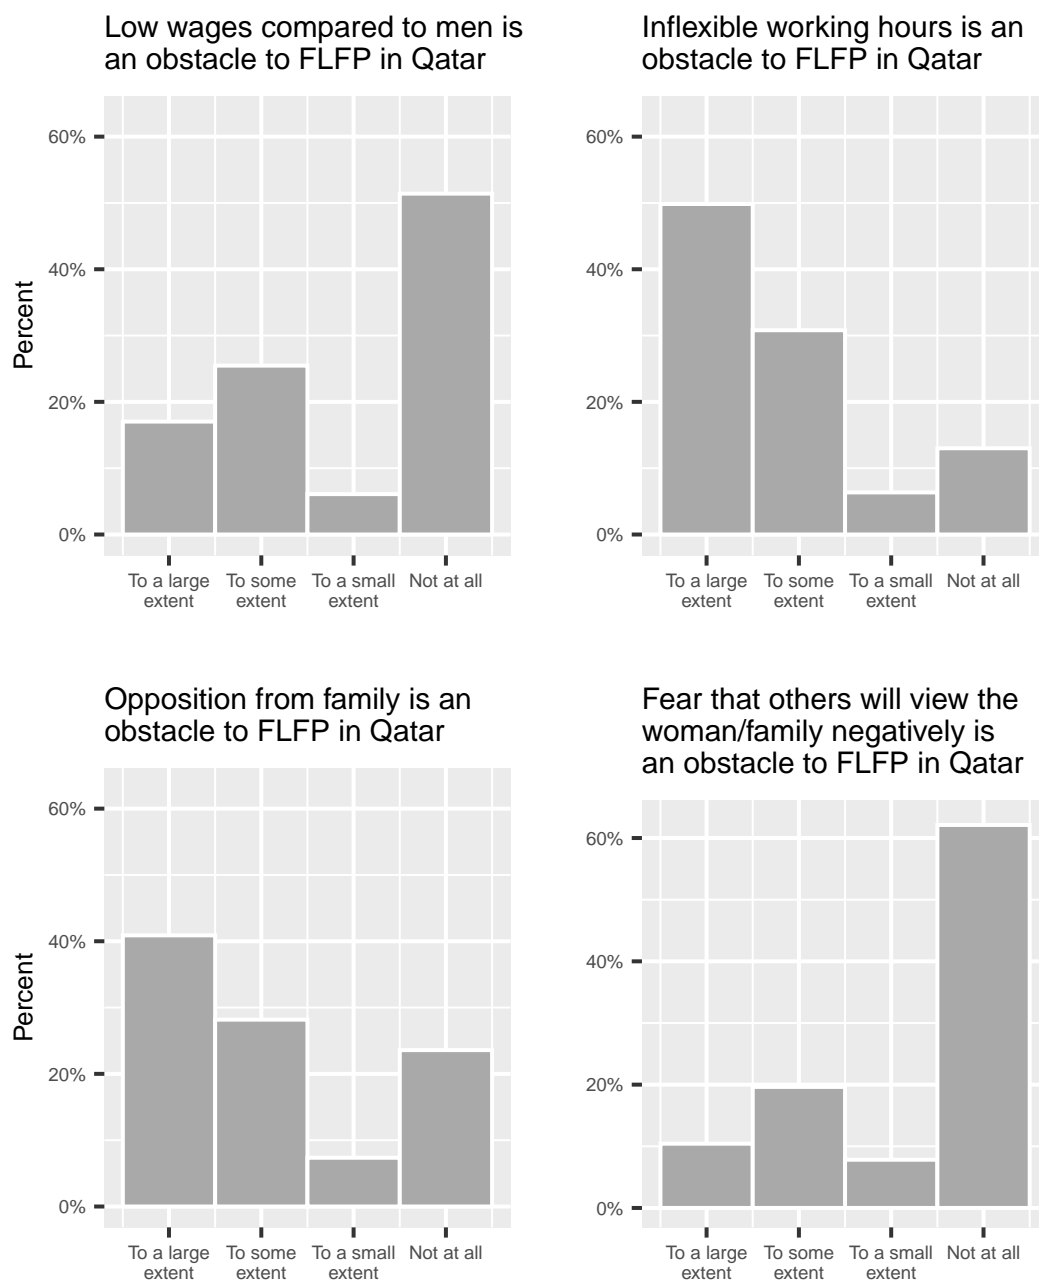 Low wages compared to men is
an obstacle to FLFP in Qatar
Percent
60%
40%
20%
0%
To a large
extent
To some
extent
To a small
extent
Not at all
Inflexible working hours is an
obstacle to FLFP in Qatar
60%
40%
20%
0%
To a large
extent
To some
extent
To a small
extent
Not at all
Opposition from family is an
obstacle to FLFP in Qatar
Percent
60%
40%
20%
0%
To a large
extent
To some
extent
To a small
extent
Not at all
Fear that others will view the
woman/family negatively is
an obstacle to FLFP in Qatar
60%
40%
20%
0%
To a large
extent
To some
extent
To a small
extent
Not at all